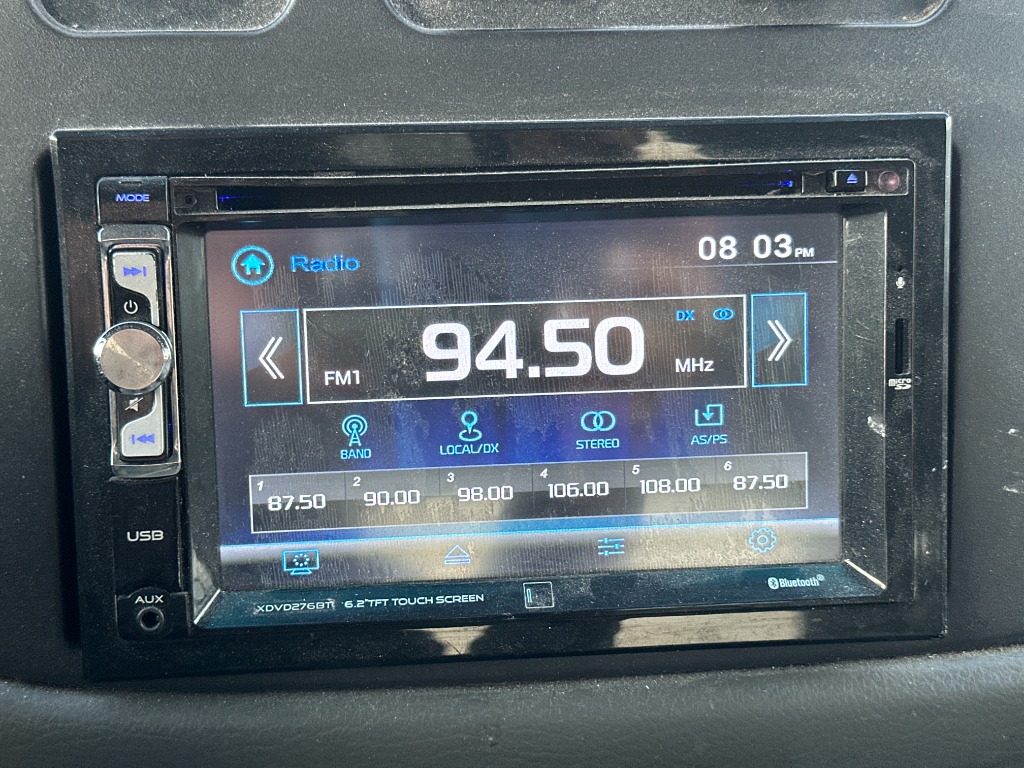 MODE
Radio
08 03 PM
DX
94.50
FM1
MHz
BAND
LOCAL/DX
STEREO
AS/PS
1 87.50
2 90.00
3 98.00
4 106.00
5 108.00
6 87.50
micro SD
USB
AUX
XDVD276BT 6.2"TFT TOUCH SCREEN
Bluetooth®